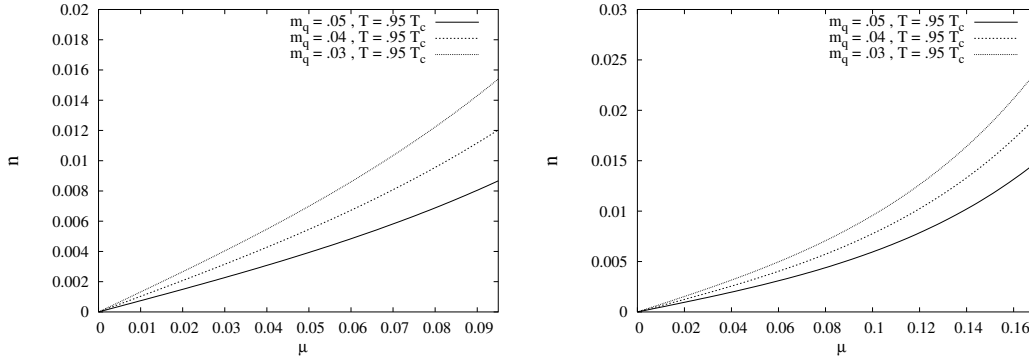 m_q = .05 , T = .95 T_c
m_q = .04 , T = .95 T_c
m_q = .03 , T = .95 T_c
0.02
0.018
0.016
0.014
0.012
0.01
0.008
0.006
0.004
0.002
0
n
0 0.01 0.02 0.03 0.04 0.05 0.06 0.07 0.08 0.09
μ
m_q = .05 , T = .95 T_c
m_q = .04 , T = .95 T_c
m_q = .03 , T = .95 T_c
0.03
0.025
0.02
0.015
0.01
0.005
0
n
0 0.02 0.04 0.06 0.08 0.1 0.12 0.14 0.16
μ